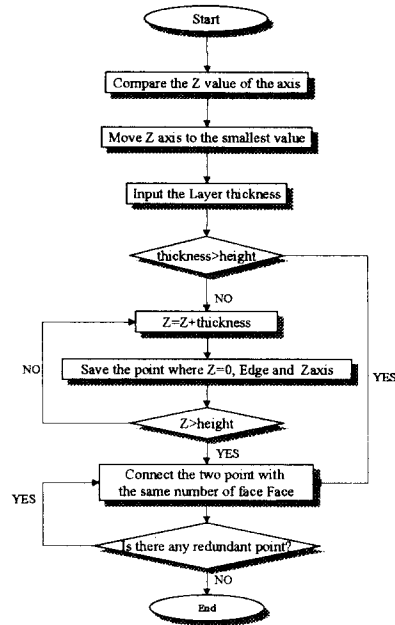 Start
Compare the Z value of the axis
Move Z axis to the smallest value
Input the Layer thickness
thickness>height
NO
Z=Z+thickness
NO
Save the point where Z=0, Edge and Zaxis
YES
Z>height
YES
Connect the two point with
the same number of face Face
YES
Is there any redundant point?
NO
End